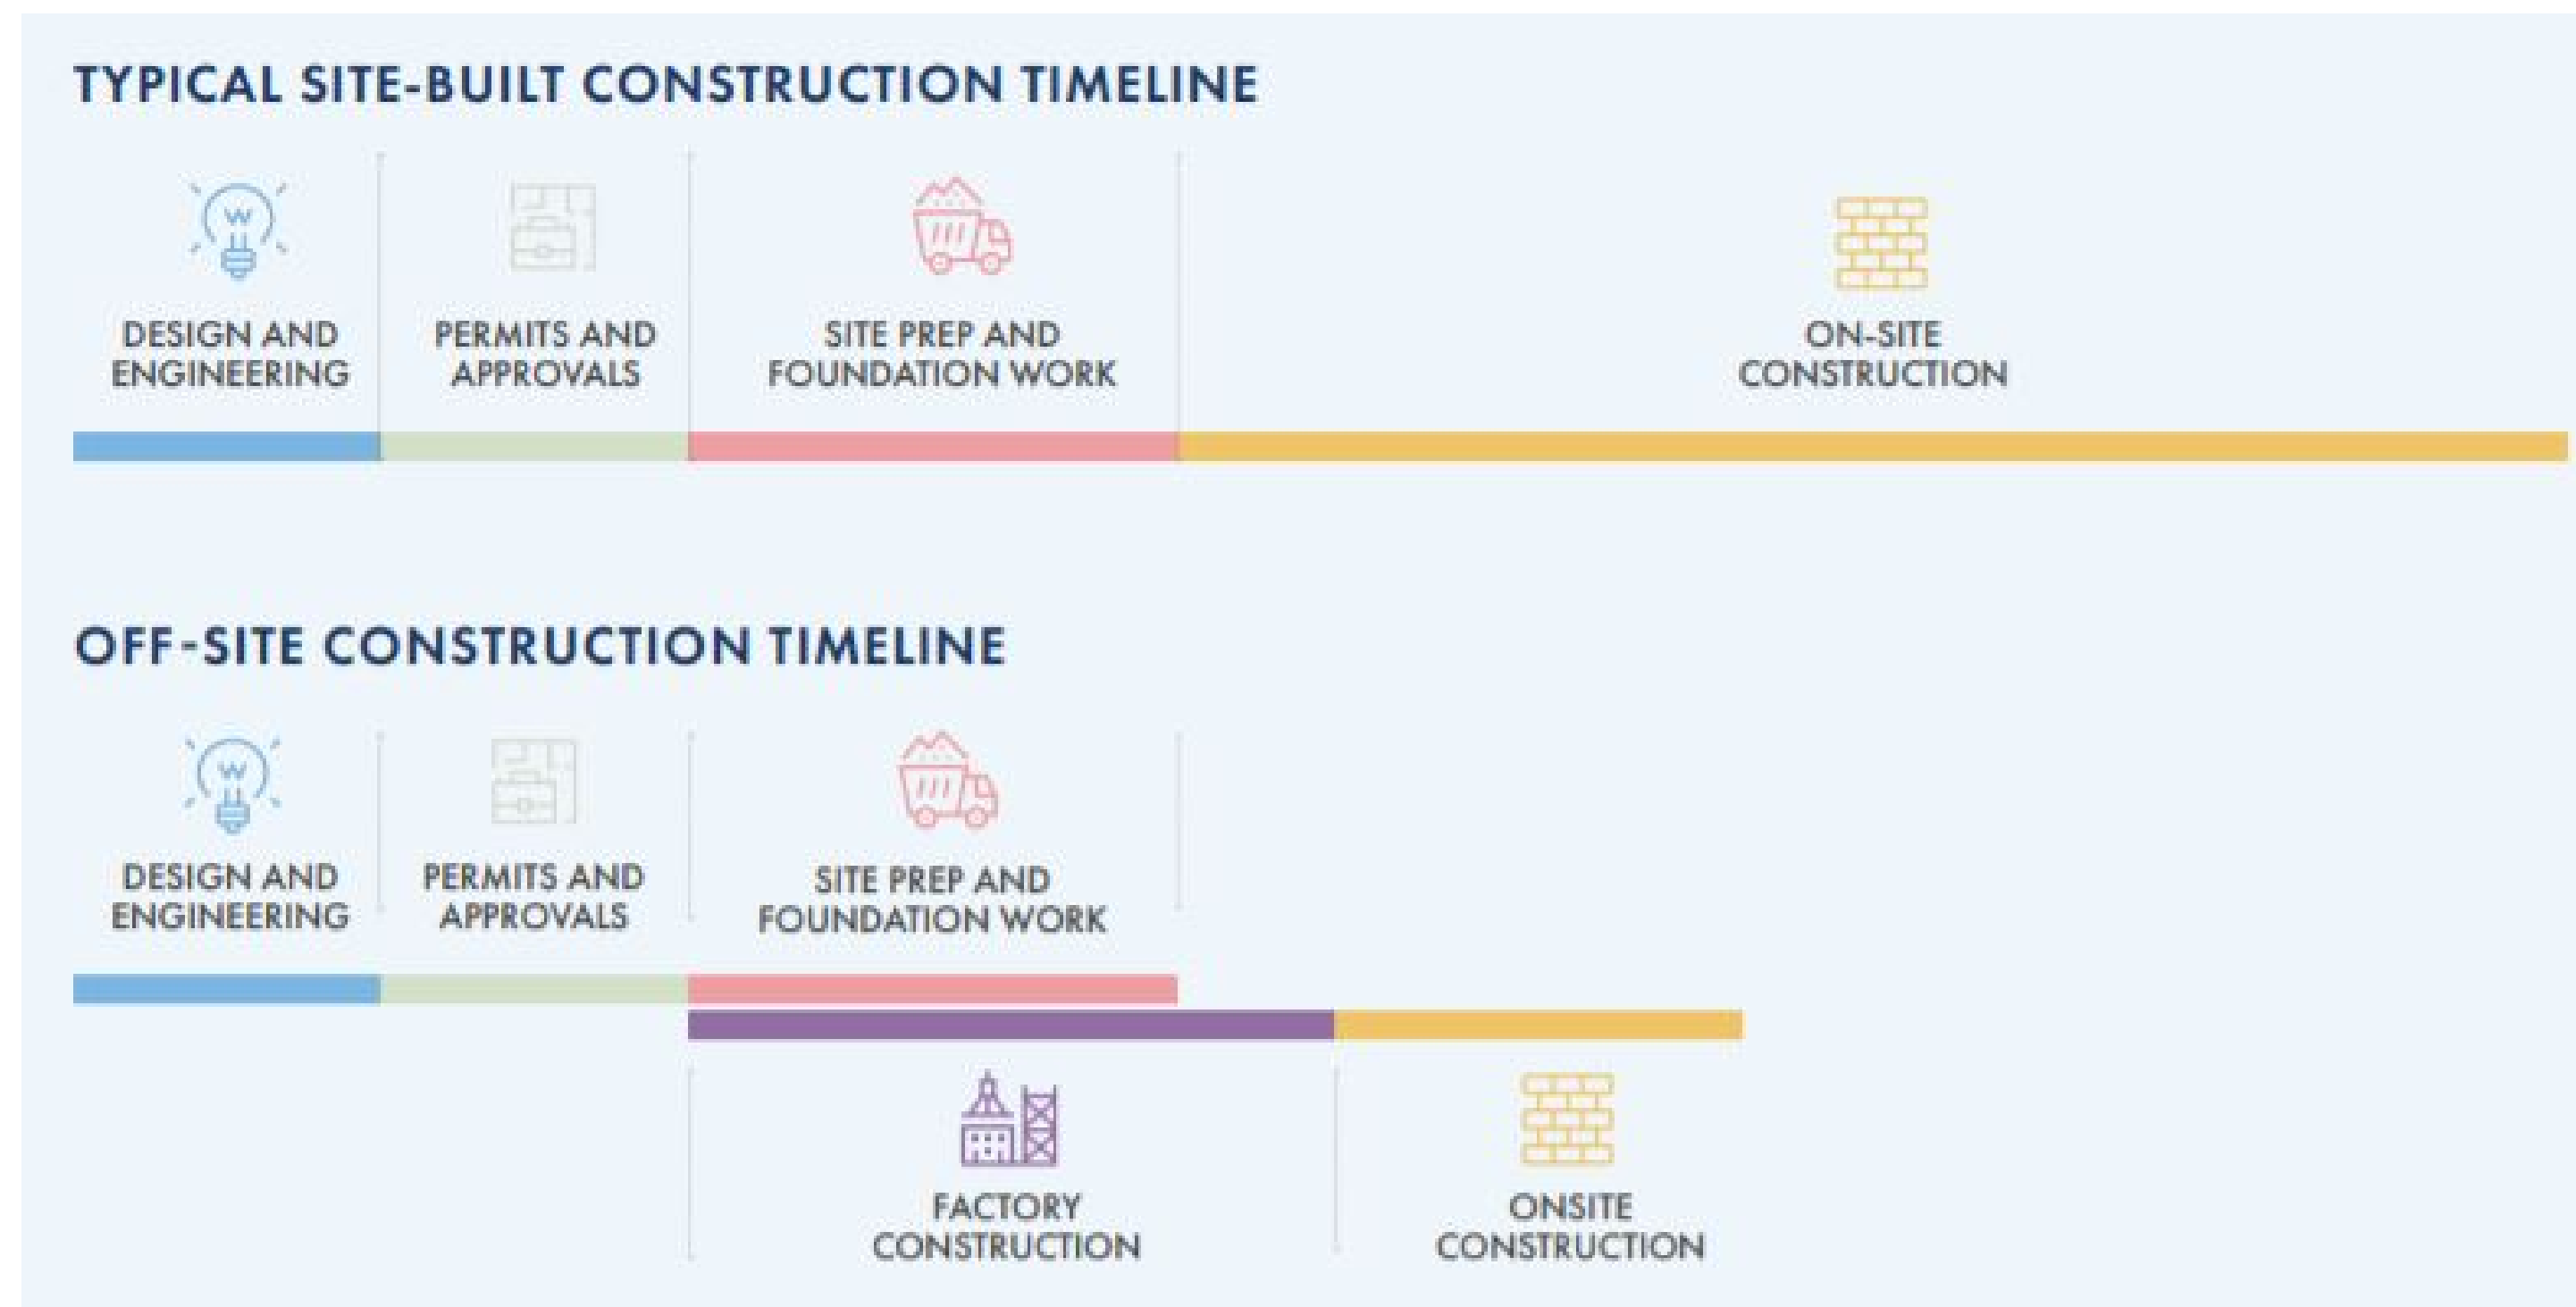 TYPICAL SITE-BUILT CONSTRUCTION TIMELINE
DESIGN AND
ENGINEERING
PERMITS AND
APPROVALS
SITE PREP AND
FOUNDATION WORK
ON-SITE
CONSTRUCTION
OFF-SITE CONSTRUCTION TIMELINE
DESIGN AND
ENGINEERING
PERMITS AND
APPROVALS
SITE PREP AND
FOUNDATION WORK
FACTORY
CONSTRUCTION
ONSITE
CONSTRUCTION